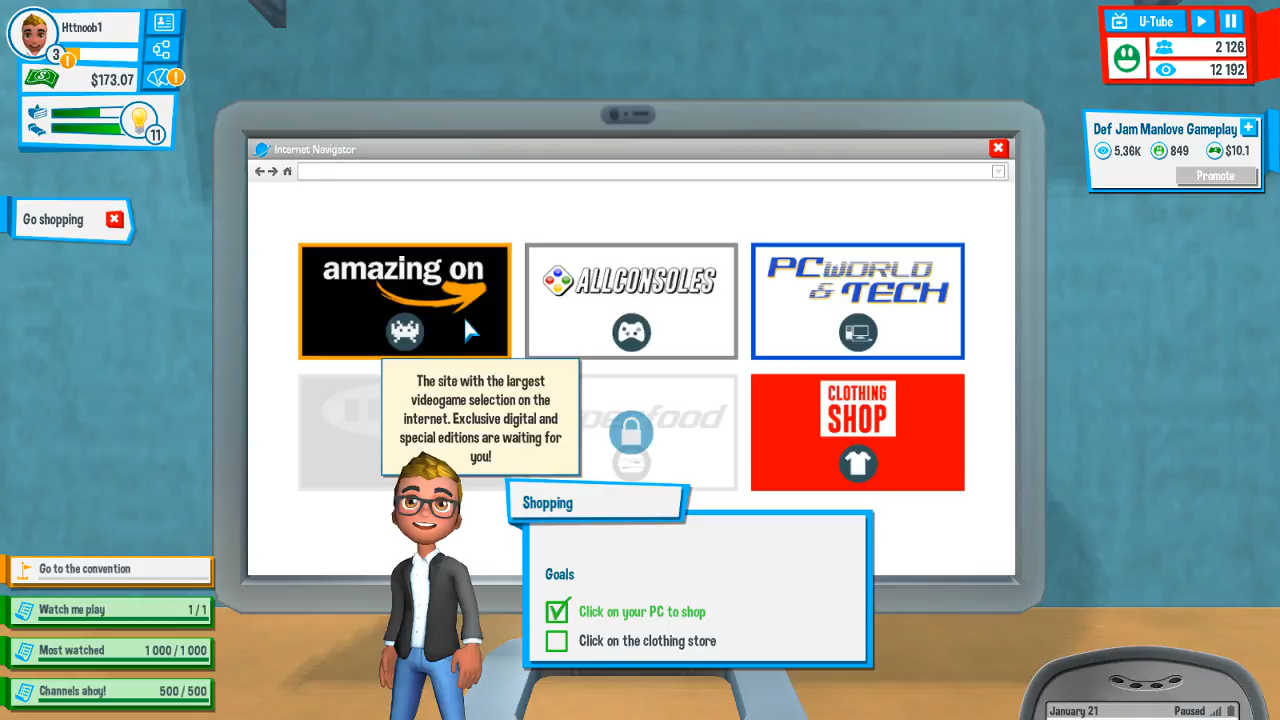 Httnoob1
3
$173.07
11
Go shopping
U-Tube
2 126
12 192
Def Jam Manlove Gameplay
5.36K 849 $10.1
Promote
Internet Navigator
amazing on
ALLCONSOLES
PC WORLD
& TECH
The site with the largest
videogame selection on the
internet. Exclusive digital and
special editions are waiting for
you!
CLOTHING
SHOP
Shopping
Goals
Click on your PC to shop
Click on the clothing store
Go to the convention
Watch me play 1 / 1
Most watched 1 000 / 1 000
Channels ahoy! 500 / 500
January 21 Paused